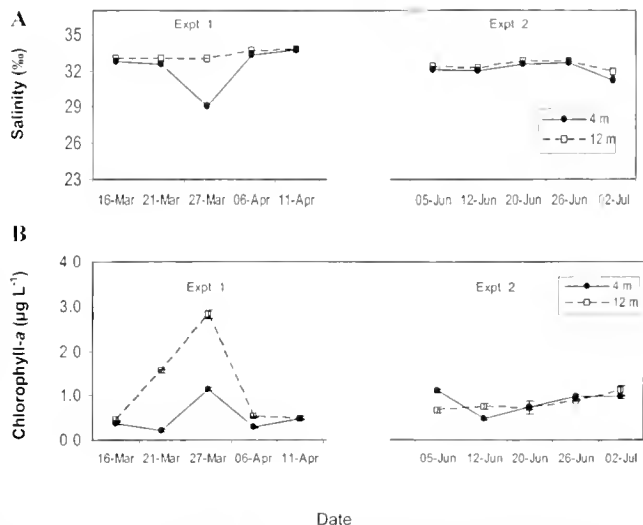 A
Salinity (‰)
35
32
29
26
23
Expt 1
Expt 2
4 m
12 m
16-Mar 21-Mar 27-Mar 06-Apr 11-Apr
05-Jun 12-Jun 20-Jun 26-Jun 02-Jul
B
Chlorophyll-a (µg L-1)
4 0
3.0
2 0
1.0
0 0
Expt 1
Expt 2
4 m
12 m
16-Mar 21-Mar 27-Mar 06-Apr 11-Apr
05-Jun 12-Jun 20-Jun 26-Jun 02-Jul
Date